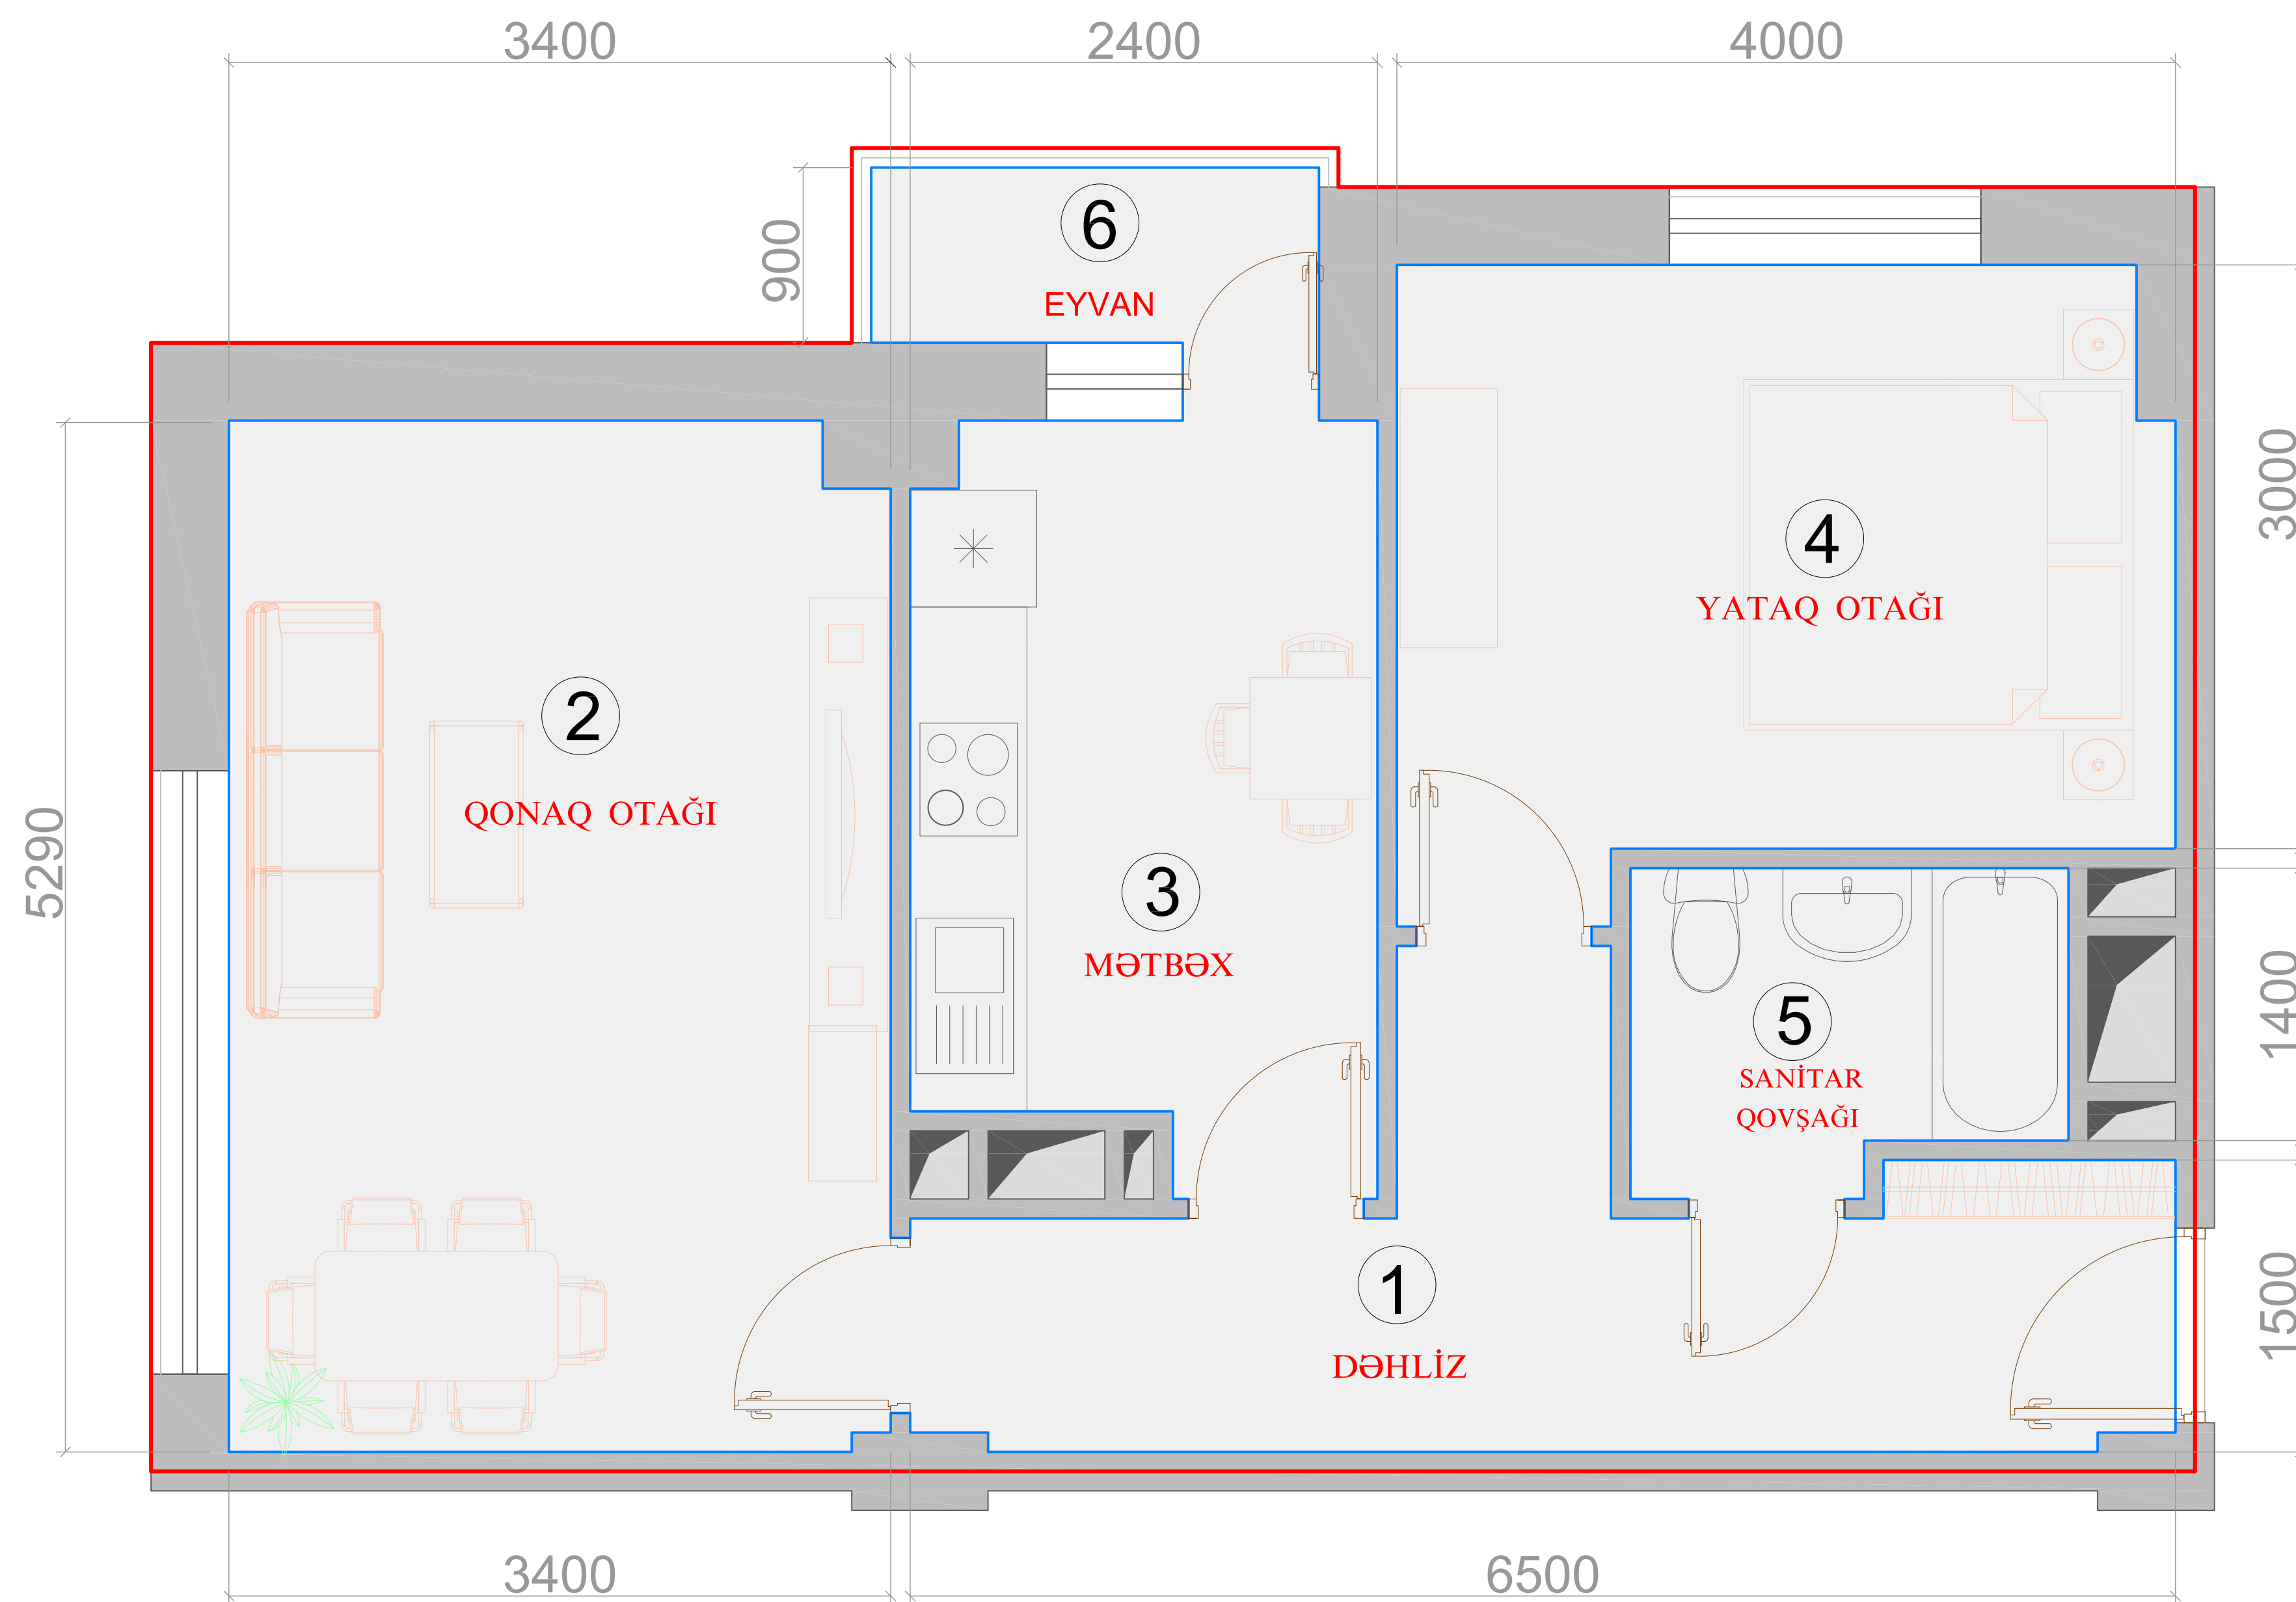 3400
2400
4000
900
6
EYVAN
3000
4
YATAQ OTAĞI
2
QONAQ OTAĞI
5290
3
MƏTBƏX
5
SANİTAR
QOVŞAĞI
1400
1
DƏHLİZ
1500
3400
6500